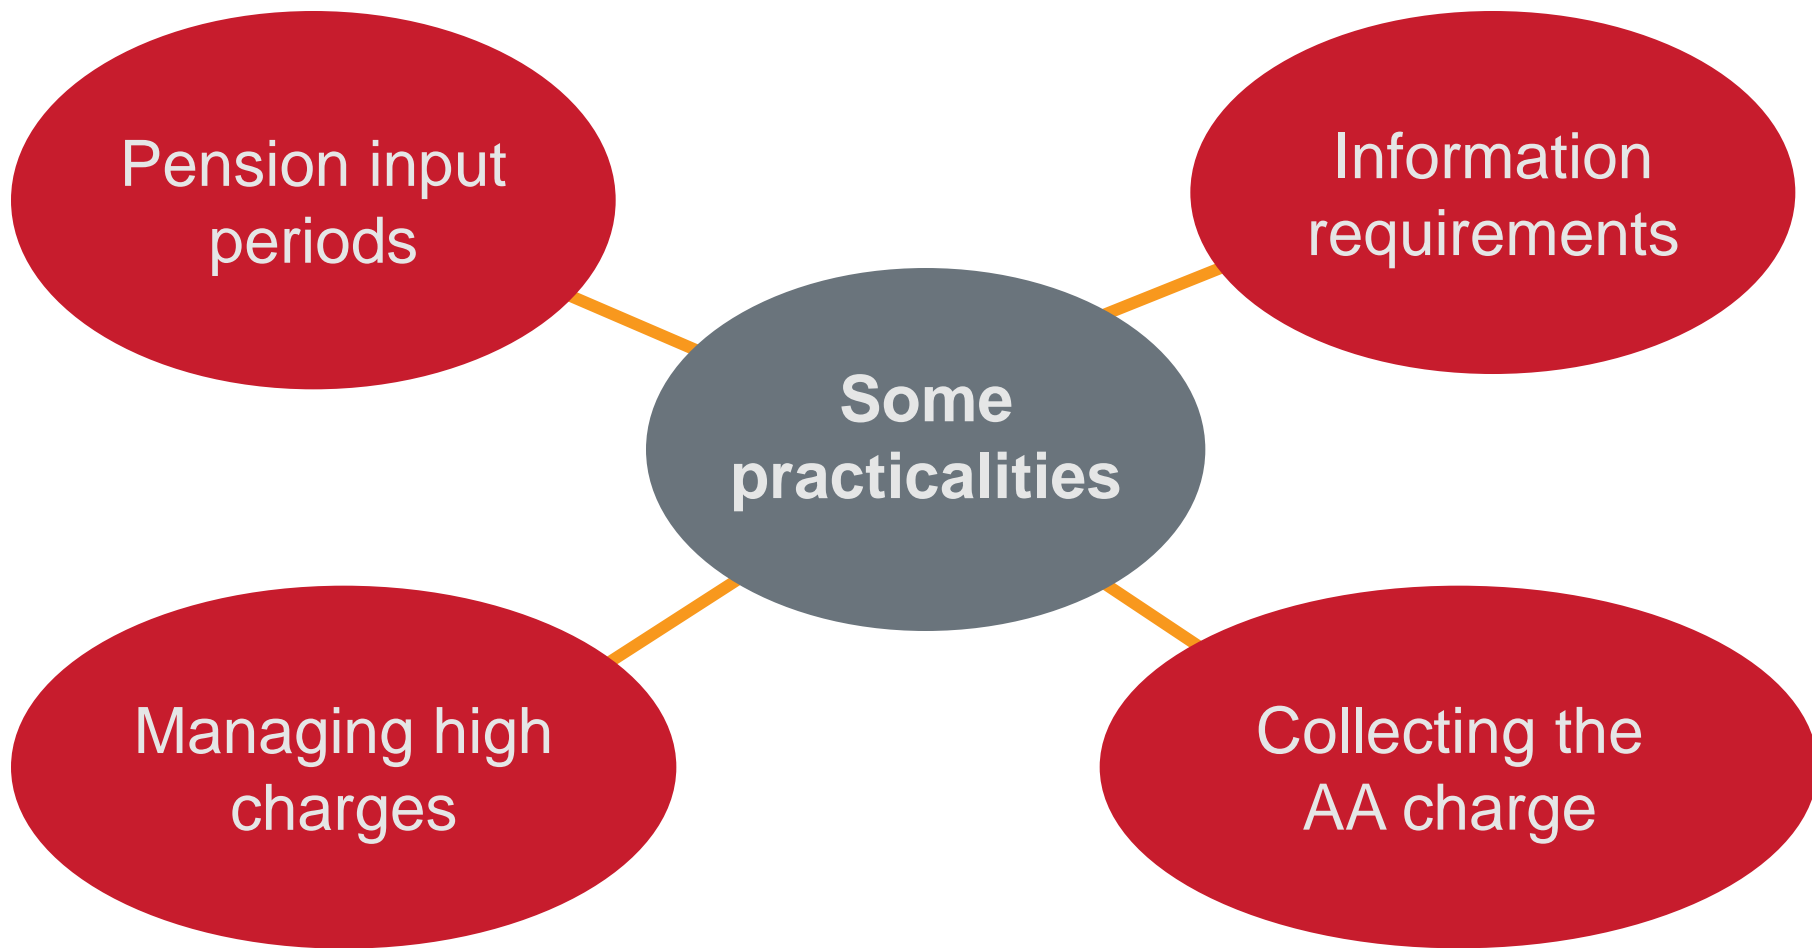 Pension input
periods
Information
requirements
Some
practicalities
Managing high
charges
Collecting the
AA charge